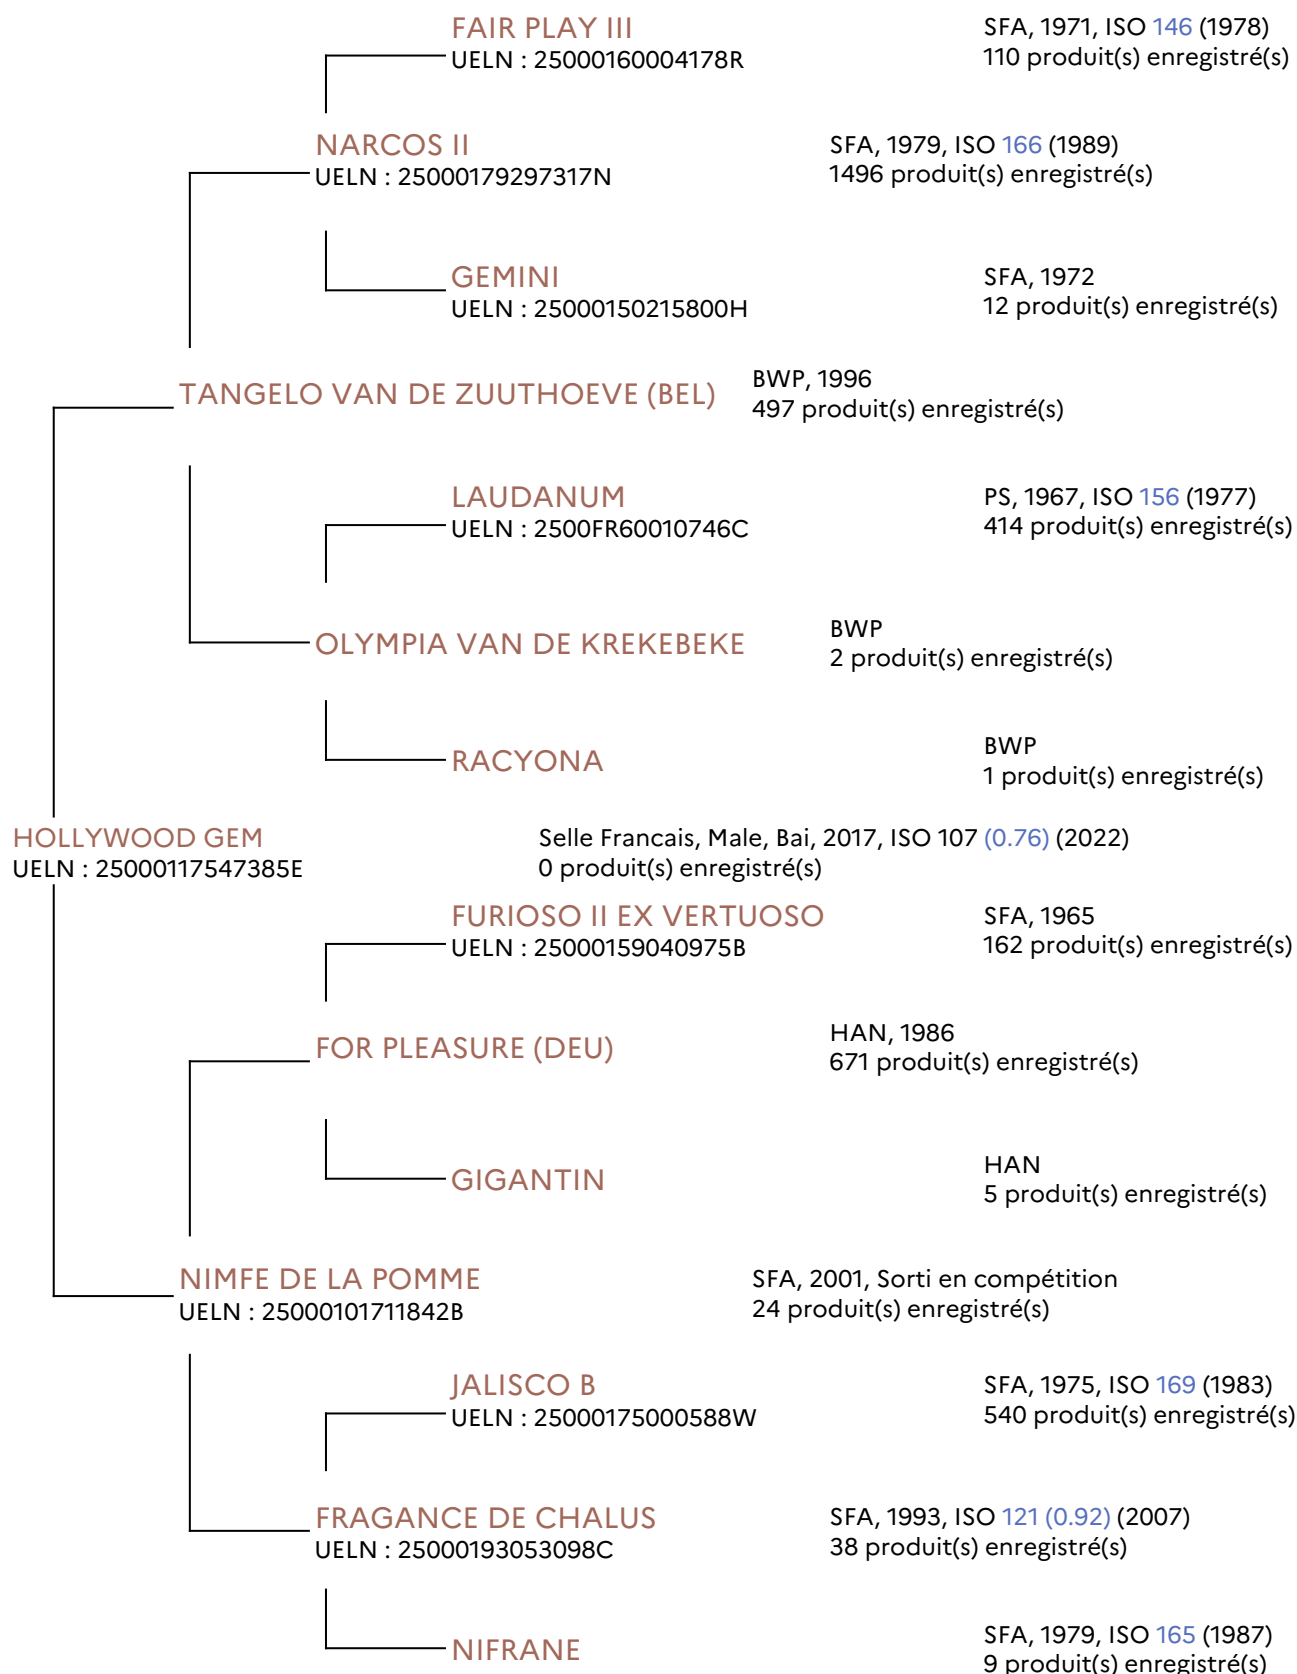 FAIR PLAY III
UELN : 25000160004178R
SFA, 1971, ISO 146 (1978)
110 produit(s) enregistré(s)
NARCOS II
UELN : 25000179297317N
SFA, 1979, ISO 166 (1989)
1496 produit(s) enregistré(s)
GEMINI
UELN : 25000150215800H
SFA, 1972
12 produit(s) enregistré(s)
TANGELO VAN DE ZUUTHOEVE (BEL)
BWP, 1996
497 produit(s) enregistré(s)
LAUDANUM
UELN : 2500FR60010746C
PS, 1967, ISO 156 (1977)
414 produit(s) enregistré(s)
OLYMPIA VAN DE KREKEBEKE
BWP
2 produit(s) enregistré(s)
RACYONA
BWP
1 produit(s) enregistré(s)
HOLLYWOOD GEM
UELN : 25000117547385E
Selle Francais, Male, Bai, 2017, ISO 107 (0.76) (2022)
0 produit(s) enregistré(s)
FURIOSO II EX VERTUOSO
UELN : 25000159040975B
SFA, 1965
162 produit(s) enregistré(s)
FOR PLEASURE (DEU)
HAN, 1986
671 produit(s) enregistré(s)
GIGANTIN
HAN
5 produit(s) enregistré(s)
NIMFE DE LA POMME
UELN : 25000101711842B
SFA, 2001, Sorti en compétition
24 produit(s) enregistré(s)
JALISCO B
UELN : 25000175000588W
SFA, 1975, ISO 169 (1983)
540 produit(s) enregistré(s)
FRAGANCE DE CHALUS
UELN : 25000193053098C
SFA, 1993, ISO 121 (0.92) (2007)
38 produit(s) enregistré(s)
NIFRANE
SFA, 1979, ISO 165 (1987)
9 produit(s) enregistré(s)